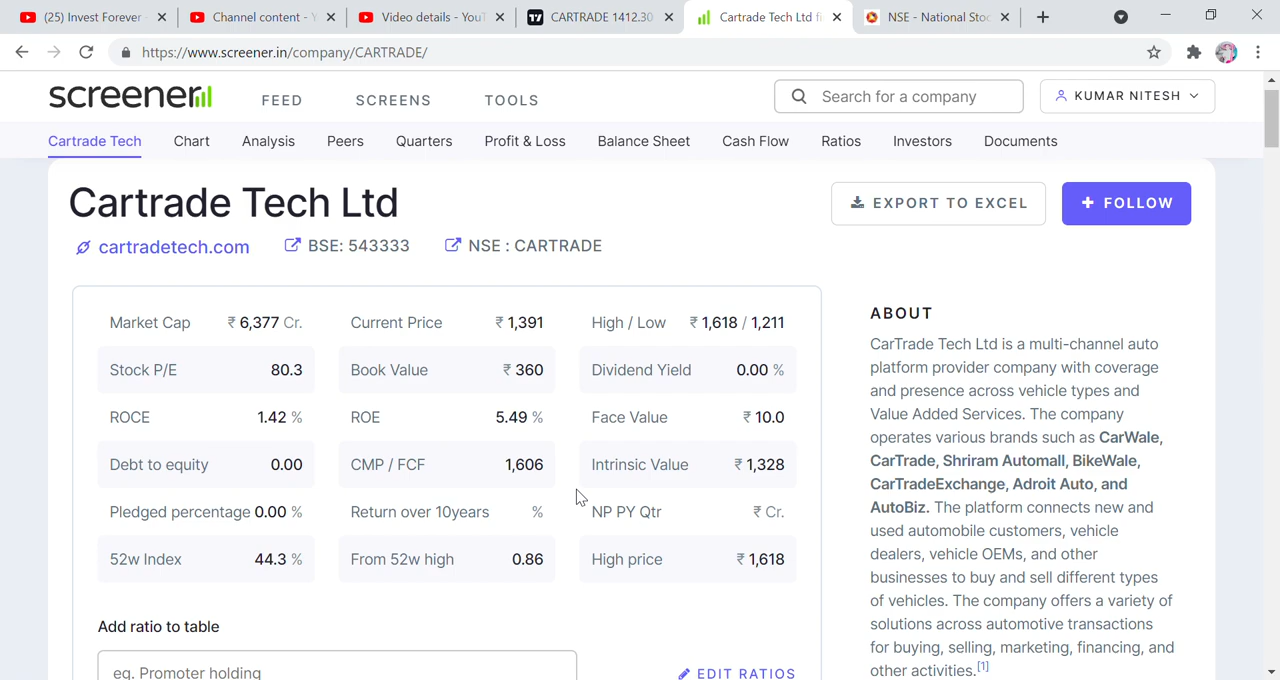 (25) Invest Forever -
Channel content - Y
Video details - YouT
CARTRADE 1412.30
Cartrade Tech Ltd fi
NSE - National Stoc
https://www.screener.in/company/CARTRADE/
screener
FEED
SCREENS
TOOLS
Search for a company
KUMAR NITESH
Cartrade Tech
Chart
Analysis
Peers
Quarters
Profit & Loss
Balance Sheet
Cash Flow
Ratios
Investors
Documents
Cartrade Tech Ltd
EXPORT TO EXCEL
FOLLOW
cartradetech.com
BSE: 543333
NSE : CARTRADE
Market Cap ₹ 6,377 Cr.
Current Price ₹ 1,391
High / Low ₹ 1,618 / 1,211
Stock P/E 80.3
Book Value ₹ 360
Dividend Yield 0.00 %
ROCE 1.42 %
ROE 5.49 %
Face Value ₹ 10.0
Debt to equity 0.00
CMP / FCF 1,606
Intrinsic Value ₹ 1,328
Pledged percentage 0.00 %
Return over 10years %
NP PY Qtr ₹ Cr.
52w Index 44.3 %
From 52w high 0.86
High price ₹ 1,618
Add ratio to table
eg. Promoter holding
EDIT RATIOS
ABOUT
CarTrade Tech Ltd is a multi-channel auto
platform provider company with coverage
and presence across vehicle types and
Value Added Services. The company
operates various brands such as CarWale,
CarTrade, Shriram Automall, BikeWale,
CarTradeExchange, Adroit Auto, and
AutoBiz. The platform connects new and
used automobile customers, vehicle
dealers, vehicle OEMs, and other
businesses to buy and sell different types
of vehicles. The company offers a variety of
solutions across automotive transactions
for buying, selling, marketing, financing, and
other activities.[1]